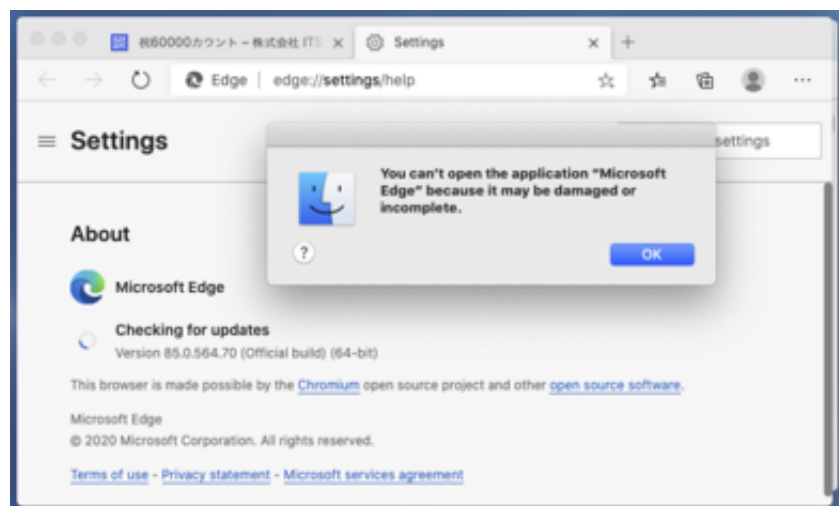 祝60000カウント – 株式会社 ITS
Settings
Edge
edge://settings/help
Settings
settings
You can't open the application "Microsoft
Edge" because it may be damaged or
incomplete.
?
OK
About
Microsoft Edge
Checking for updates
Version 85.0.564.70 (Official build) (64-bit)
This browser is made possible by the Chromium open source project and other open source software.
Microsoft Edge
© 2020 Microsoft Corporation. All rights reserved.
Terms of use - Privacy statement - Microsoft services agreement